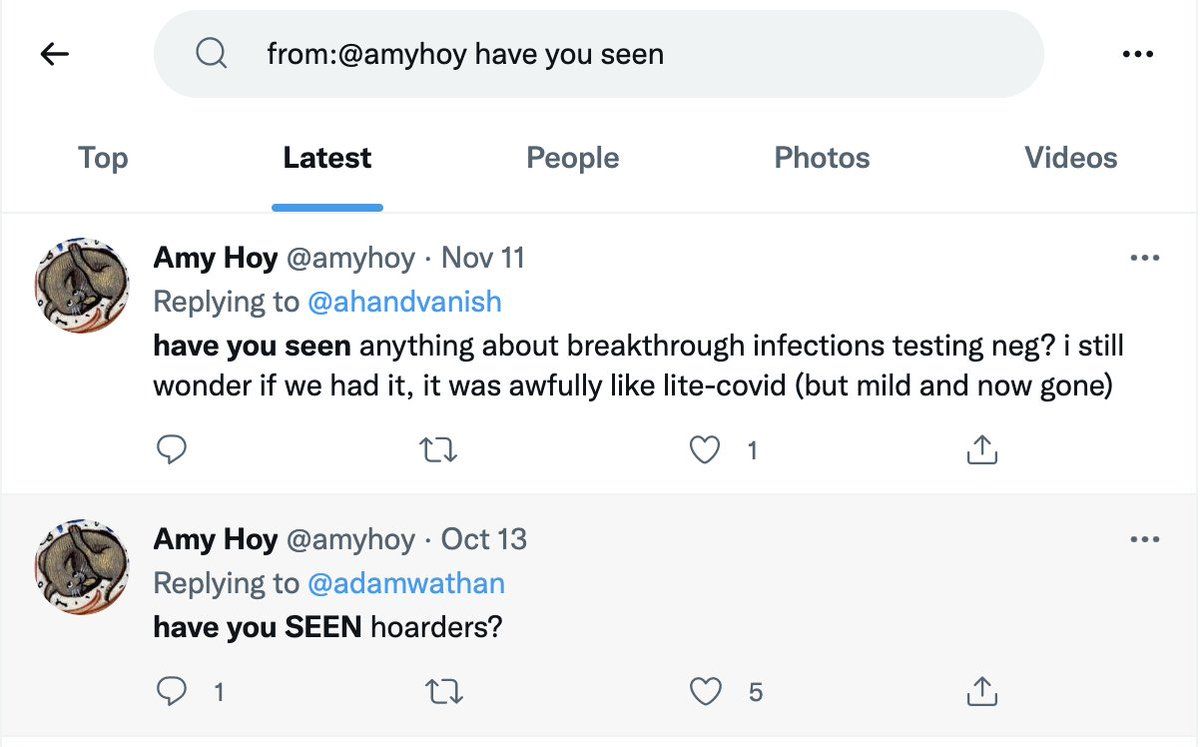 from:@amyhoy have you seen
Top Latest People Photos Videos
Amy Hoy @amyhoy · Nov 11
Replying to @ahandvanish
have you seen anything about breakthrough infections testing neg? i still
wonder if we had it, it was awfully like lite-covid (but mild and now gone)
1
Amy Hoy @amyhoy · Oct 13
Replying to @adamwathan
have you SEEN hoarders?
1 5